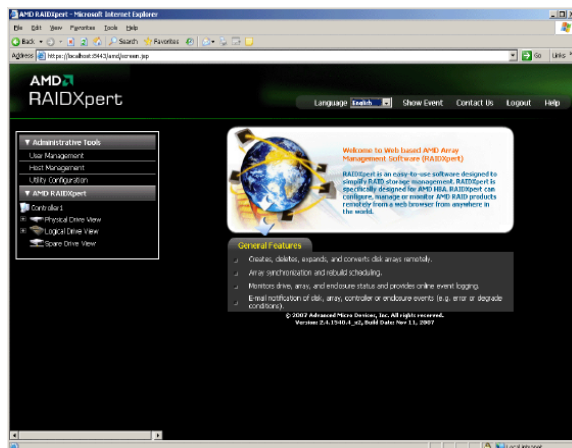 AMD RAIDXpert - Microsoft Internet Explorer
File Edit View Favorites Tools Help
Back Search Favorites
Address https://localhost:8443/amd/screen.jsp Go Links
AMD
RAIDXpert
Language English Show Event Contact Us Logout Help
Administrative Tools
User Management
Host Management
Utility Configuration
AMD RAIDXpert
Controller1
Physical Drive View
Logical Drive View
Spare Drive View
Welcome to Web based AMD Array
Management Software (RAIDXpert)
RAIDXpert is an easy-to-use software designed to
simplify RAID storage management. RAIDXpert is
specifically designed for AMD HBA. RAIDXpert can
configure, manage or monitor AMD RAID products
remotely from a web browser from anywhere in
the world.
General Features
Creates, deletes, expands, and converts disk arrays remotely.
Array synchronization and rebuild scheduling.
Monitors drive, array, and enclosure status and provides online event logging.
E-mail notification of disk, array, controller or enclosure events (e.g. error or degrade
conditions).
© 2007 Advanced Micro Devices, Inc. All rights reserved.
Version: 2.4.1540.4_s2, Build Date: Nov 11, 2007
Local intranet